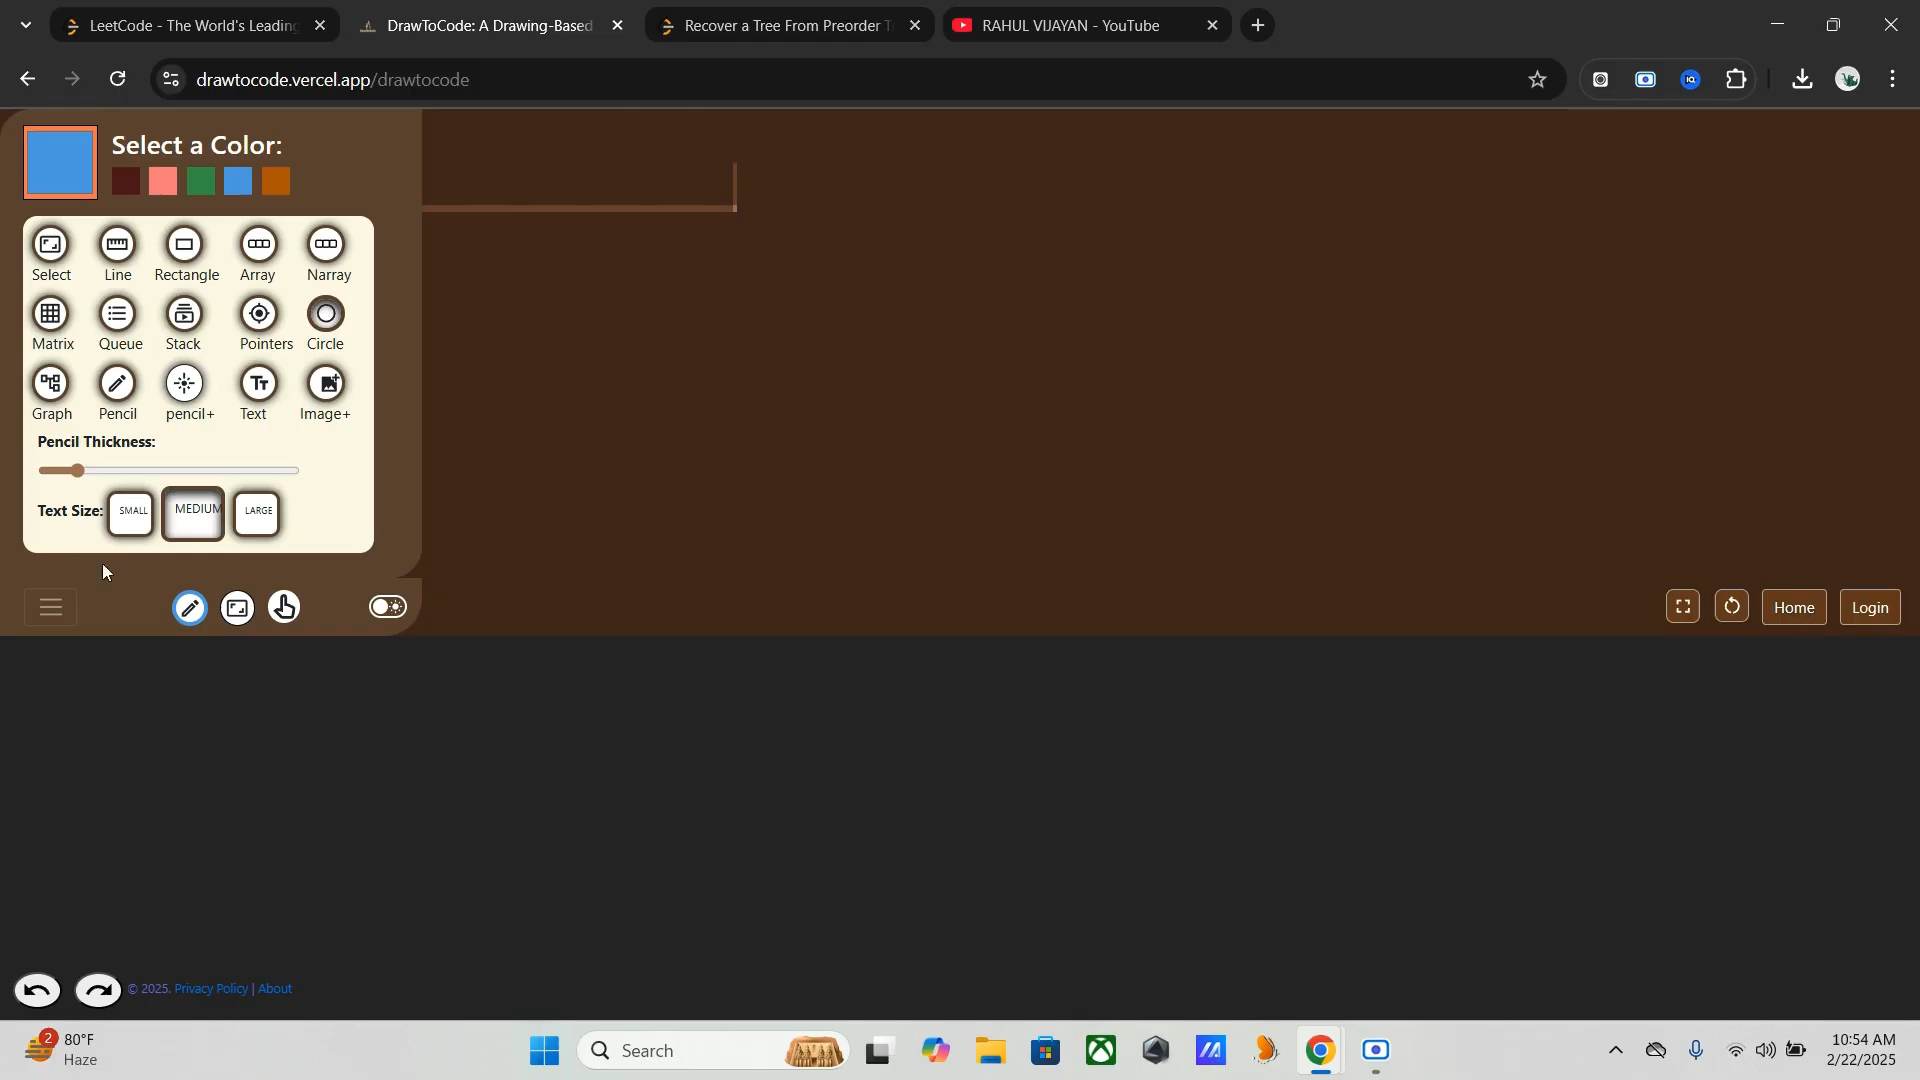 LeetCode - The World's Leading
DrawToCode: A Drawing-Based
Recover a Tree From Preorder T
RAHUL VIJAYAN - YouTube
drawtocode.vercel.app/drawtocode
Select a Color:
Select Line Rectangle Array Narray
Matrix Queue Stack Pointers Circle
Graph Pencil pencil+ Text Image+
Pencil Thickness:
Text Size: SMALL MEDIUM LARGE
Home Login
© 2025. Privacy Policy | About
2 80°F
Haze
Search
10:54 AM
2/22/2025